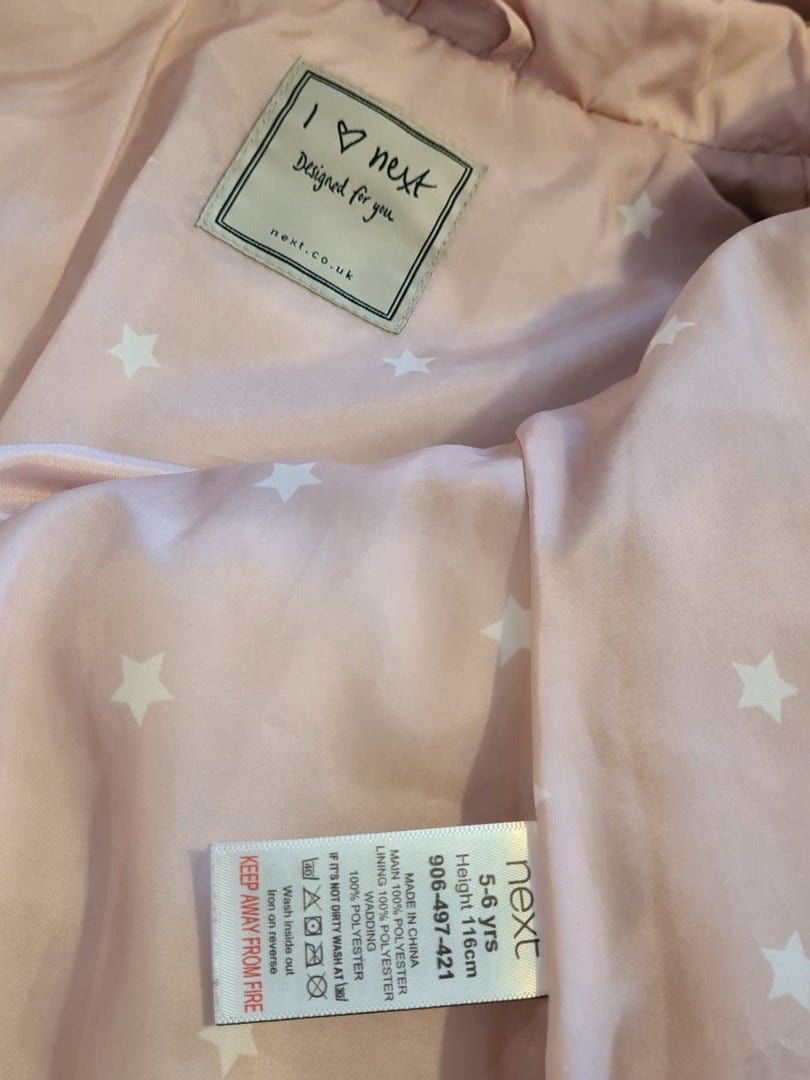 I ♡ next
Designed for you
next.co.uk
next
5-6 yrs
Height 116cm
906-497-421
MADE IN CHINA
MAIN 100% POLYESTER
LINING 100% POLYESTER
WADDING
100% POLYESTER
IF IT'S NOT DIRTY WASH AT 30
40
Wash inside out
Iron on reverse
KEEP AWAY FROM FIRE